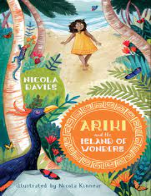 NICOLA
DAVIES
ARIKI
and the
ISLAND OF
WONDERS
illustrated by Nicola Kinnear